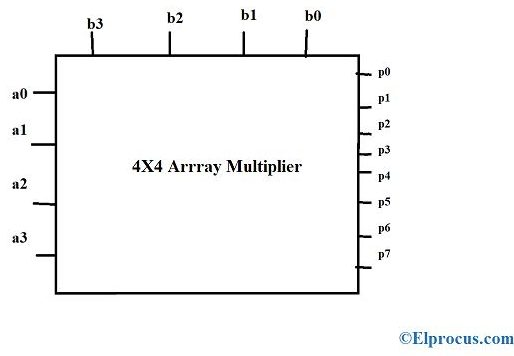 b3 b2 b1 b0
a0
a1
a2
a3
4X4 Arrray Multiplier
p0
p1
p2
p3
p4
p5
p6
p7
©Elprocus.com